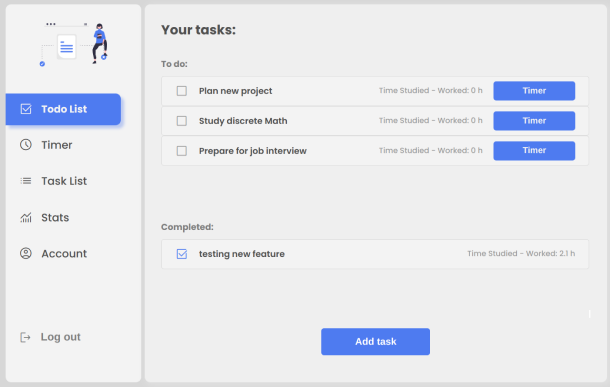 Todo List
Timer
Task List
Stats
Account
Log out
Your tasks:
To do:
Plan new project Time Studied - Worked: 0 h Timer
Study discrete Math Time Studied - Worked: 0 h Timer
Prepare for job interview Time Studied - Worked: 0 h Timer
Completed:
testing new feature Time Studied - Worked: 2.1 h
Add task